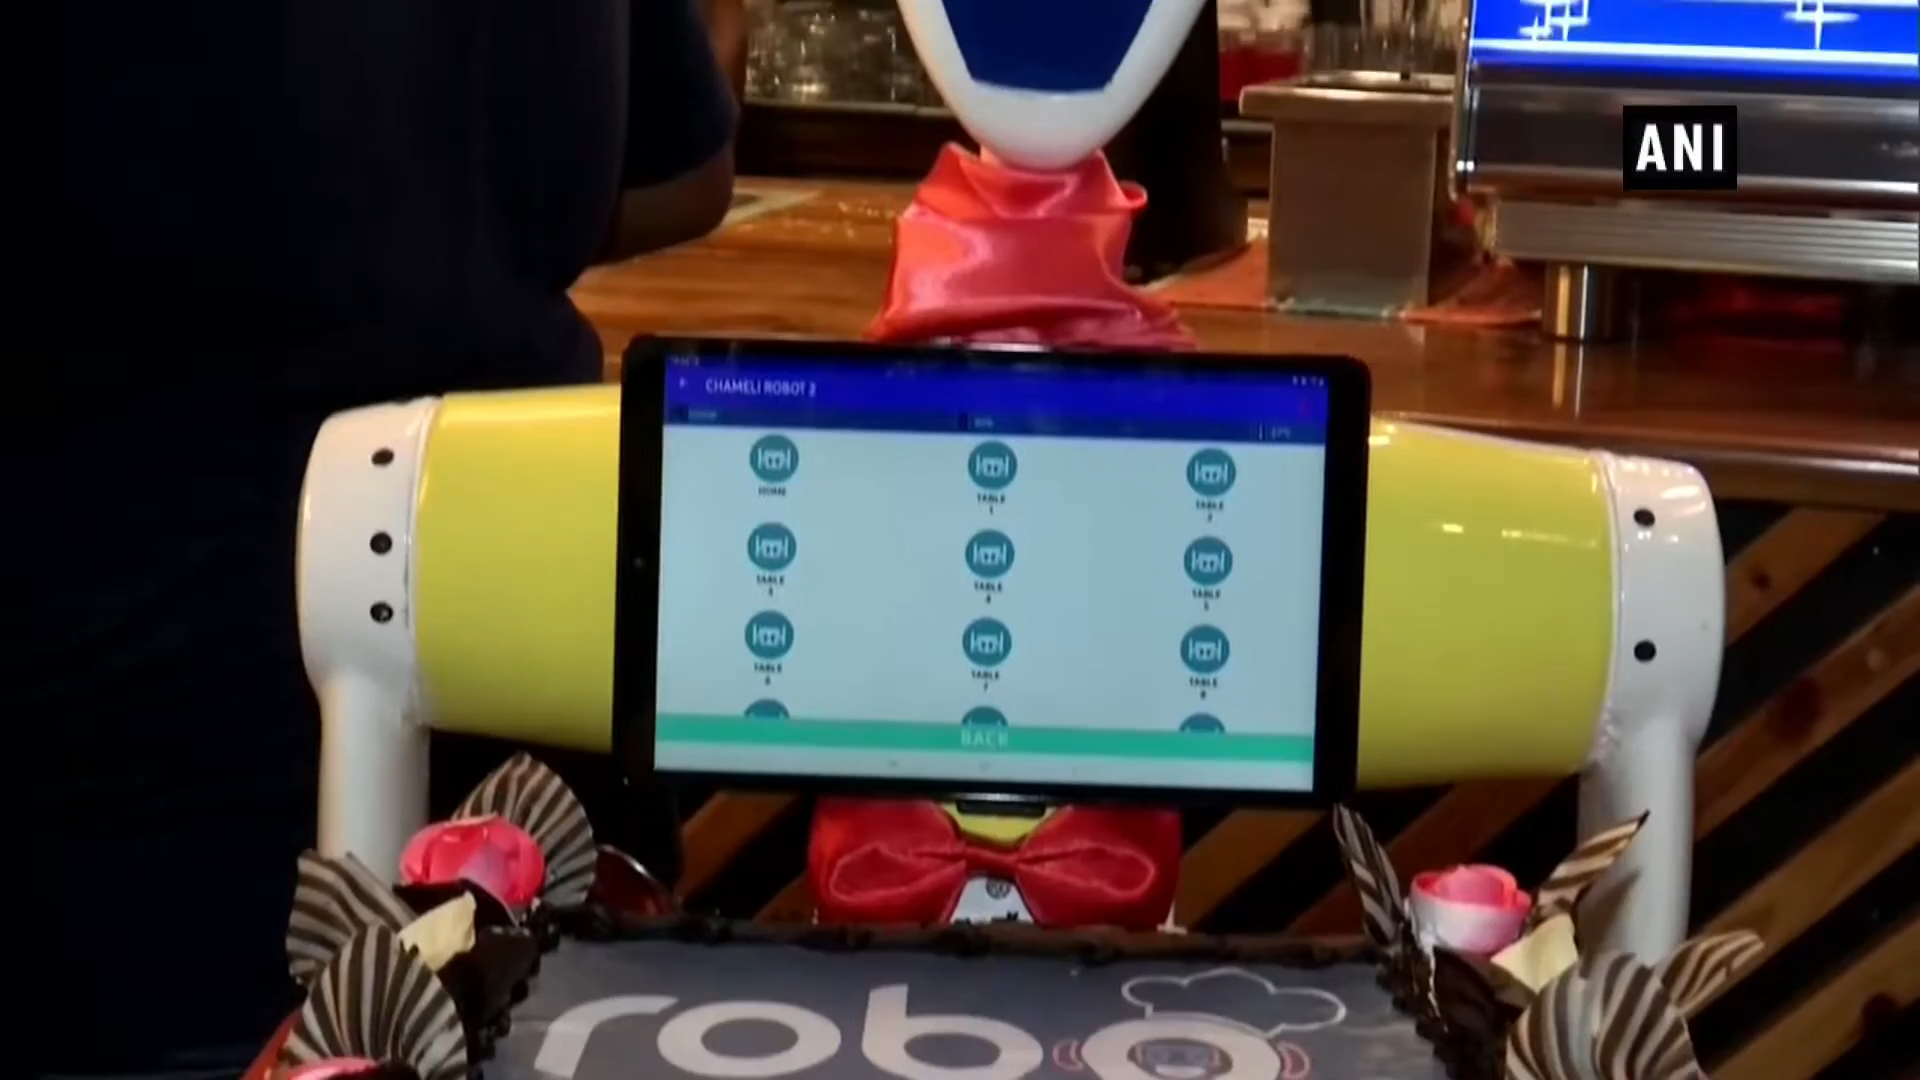 ANI
CHAMELI ROBOT 2
HOME
TABLE 1
TABLE 2
TABLE 3
TABLE 4
TABLE 5
TABLE 6
TABLE 7
TABLE 8
BACK
robo